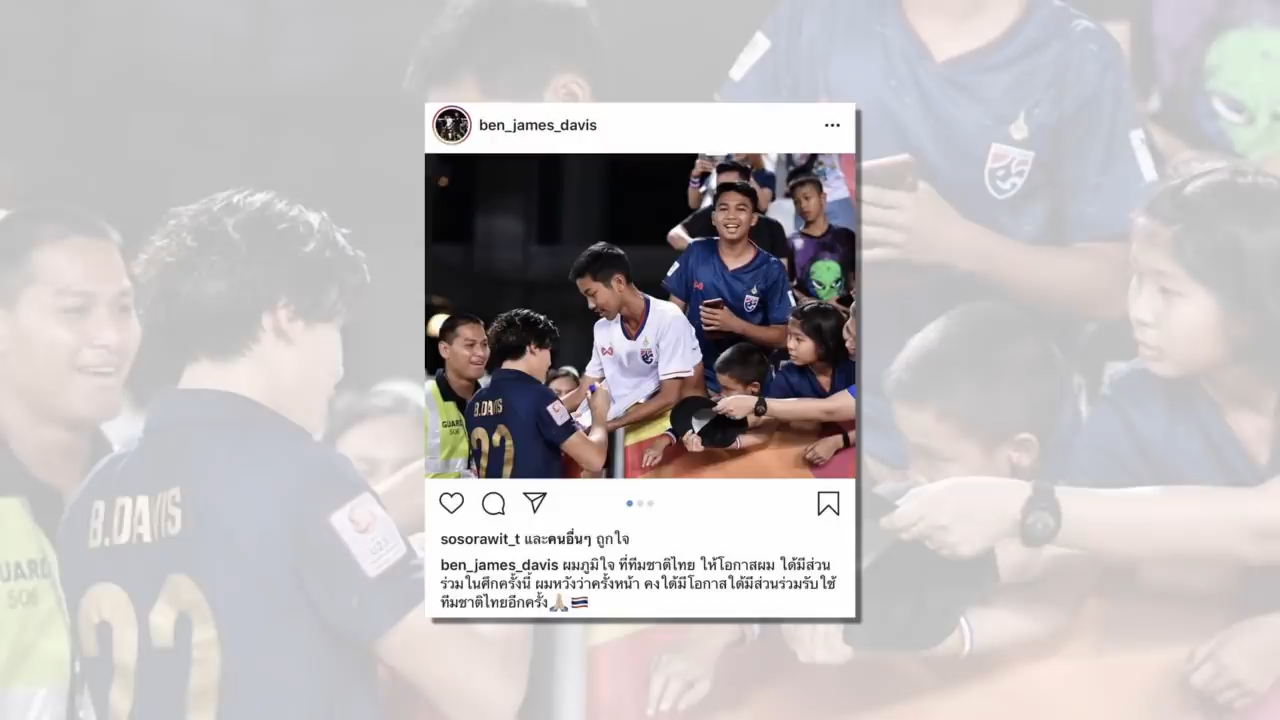 ben_james_davis
B.DAVIS
22
GUARD
sosorawit_t และคนอื่นๆ ถูกใจ
ben_james_davis ผมภูมิใจ ที่ทีมชาติไทย ให้โอกาสผม ได้มีส่วน
ร่วมในศึกครั้งนี้ ผมหวังว่าครั้งหน้า คงได้มีโอกาสได้มีส่วนร่วมรับใช้
ทีมชาติไทยอีกครั้ง🙏🏼🇹🇭